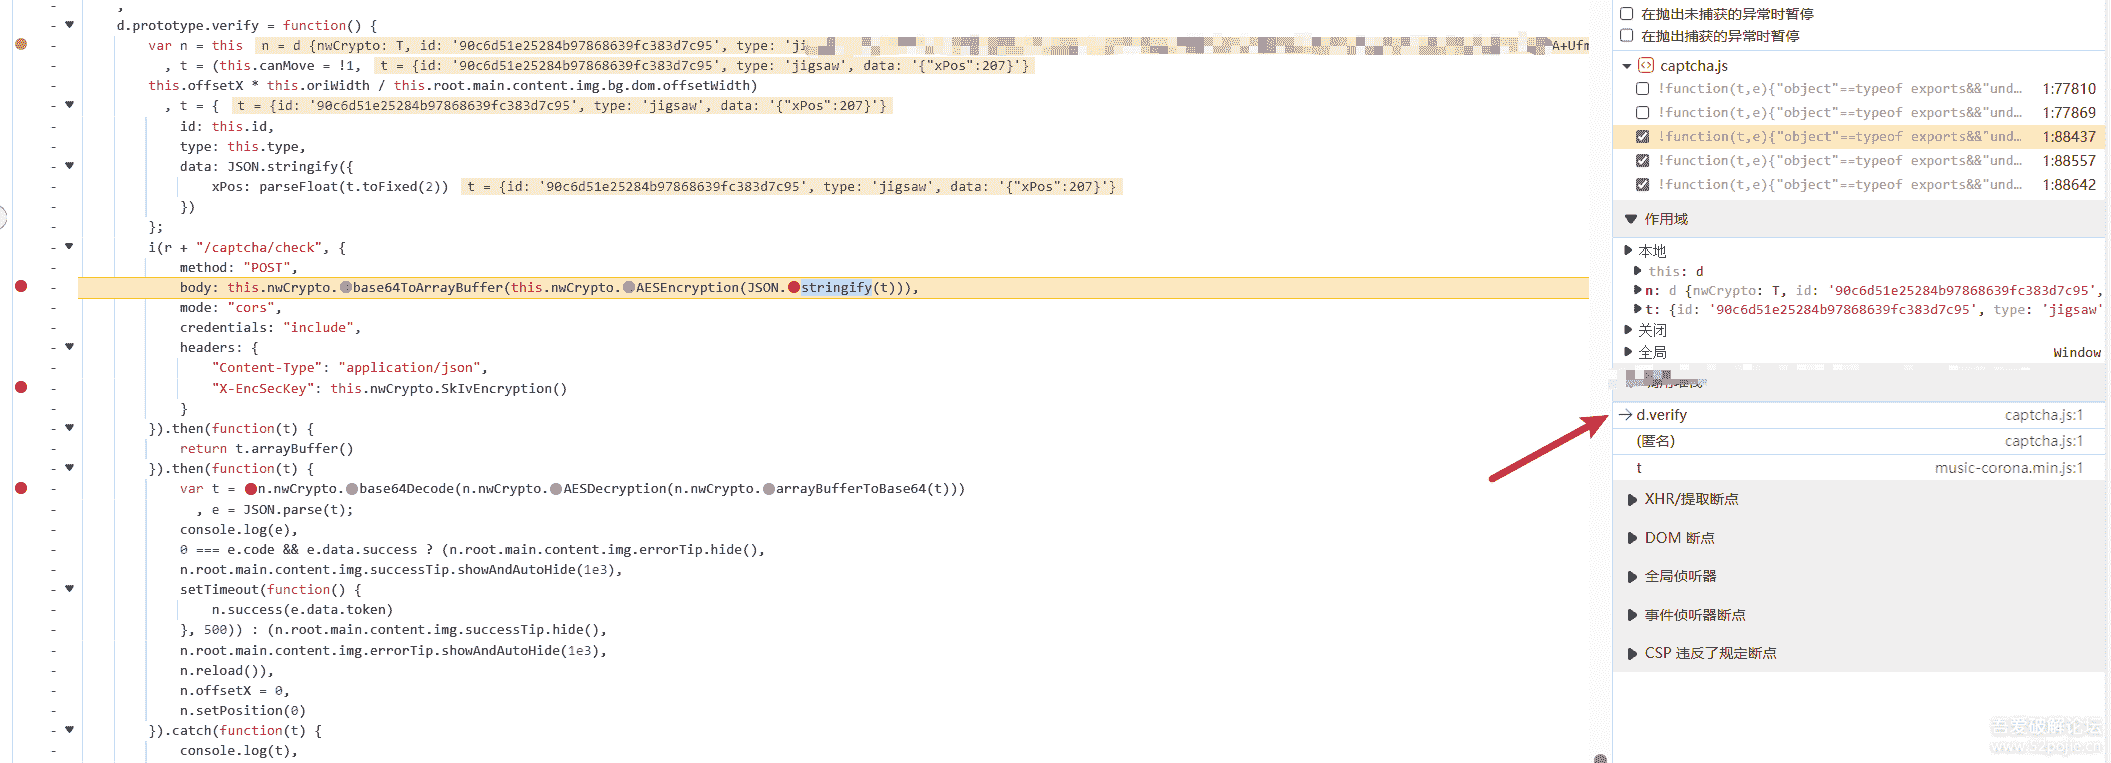 ,
d.prototype.verify = function() {
var n = this n = d {nwCrypto: T, id: '90c6d51e25284b97868639fc383d7c95', type: 'ji A+Ufm
, t = (this.canMove = !1, t = {id: '90c6d51e25284b97868639fc383d7c95', type: 'jigsaw', data: '{"xPos":207}'}
this.offsetX * this.oriWidth / this.root.main.content.img.bg.dom.offsetWidth)
, t = { t = {id: '90c6d51e25284b97868639fc383d7c95', type: 'jigsaw', data: '{"xPos":207}'}
id: this.id,
type: this.type,
data: JSON.stringify({
xPos: parseFloat(t.toFixed(2)) t = {id: '90c6d51e25284b97868639fc383d7c95', type: 'jigsaw', data: '{"xPos":207}'}
})
};
i(r + "/captcha/check", {
method: "POST",
body: this.nwCrypto.base64ToArrayBuffer(this.nwCrypto.AESEncryption(JSON.stringify(t))),
mode: "cors",
credentials: "include",
headers: {
"Content-Type": "application/json",
"X-EncSecKey": this.nwCrypto.SkIvEncryption()
}
}).then(function(t) {
return t.arrayBuffer()
}).then(function(t) {
var t = n.nwCrypto.base64Decode(n.nwCrypto.AESDecryption(n.nwCrypto.arrayBufferToBase64(t)))
, e = JSON.parse(t);
console.log(e),
0 === e.code && e.data.success ? (n.root.main.content.img.errorTip.hide(),
n.root.main.content.img.successTip.showAndAutoHide(1e3),
setTimeout(function() {
n.success(e.data.token)
}, 500)) : (n.root.main.content.img.successTip.hide(),
n.root.main.content.img.errorTip.showAndAutoHide(1e3),
n.reload()),
n.offsetX = 0,
n.setPosition(0)
}).catch(function(t) {
console.log(t),
在抛出未捕获的异常时暂停
在抛出捕获的异常时暂停
captcha.js
!function(t,e){"object"==typeof exports&&"und… 1:77810
!function(t,e){"object"==typeof exports&&"und… 1:77869
!function(t,e){"object"==typeof exports&&"und… 1:88437
!function(t,e){"object"==typeof exports&&"und… 1:88557
!function(t,e){"object"==typeof exports&&"und… 1:88642
作用域
本地
this: d
n: d {nwCrypto: T, id: '90c6d51e25284b97868639fc383d7c95',
t: {id: '90c6d51e25284b97868639fc383d7c95', type: 'jigsaw'
关闭
全局 Window
d.verify captcha.js:1
(匿名) captcha.js:1
t music-corona.min.js:1
XHR/提取断点
DOM 断点
全局侦听器
事件侦听器断点
CSP 违反了规定断点
吾爱破解论坛
www.52pojie.cn